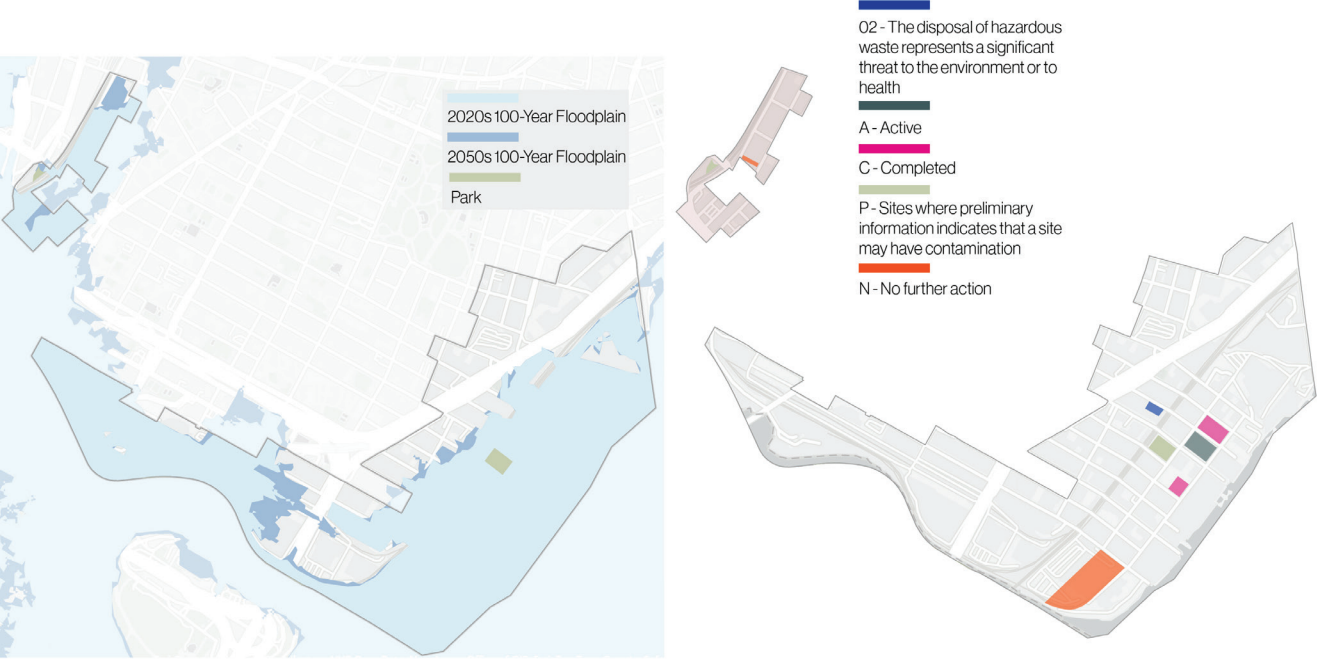 2020s 100-Year Floodplain
2050s 100-Year Floodplain
Park
02 - The disposal of hazardous
waste represents a significant
threat to the environment or to
health
A - Active
C - Completed
P - Sites where preliminary
information indicates that a site
may have contamination
N - No further action